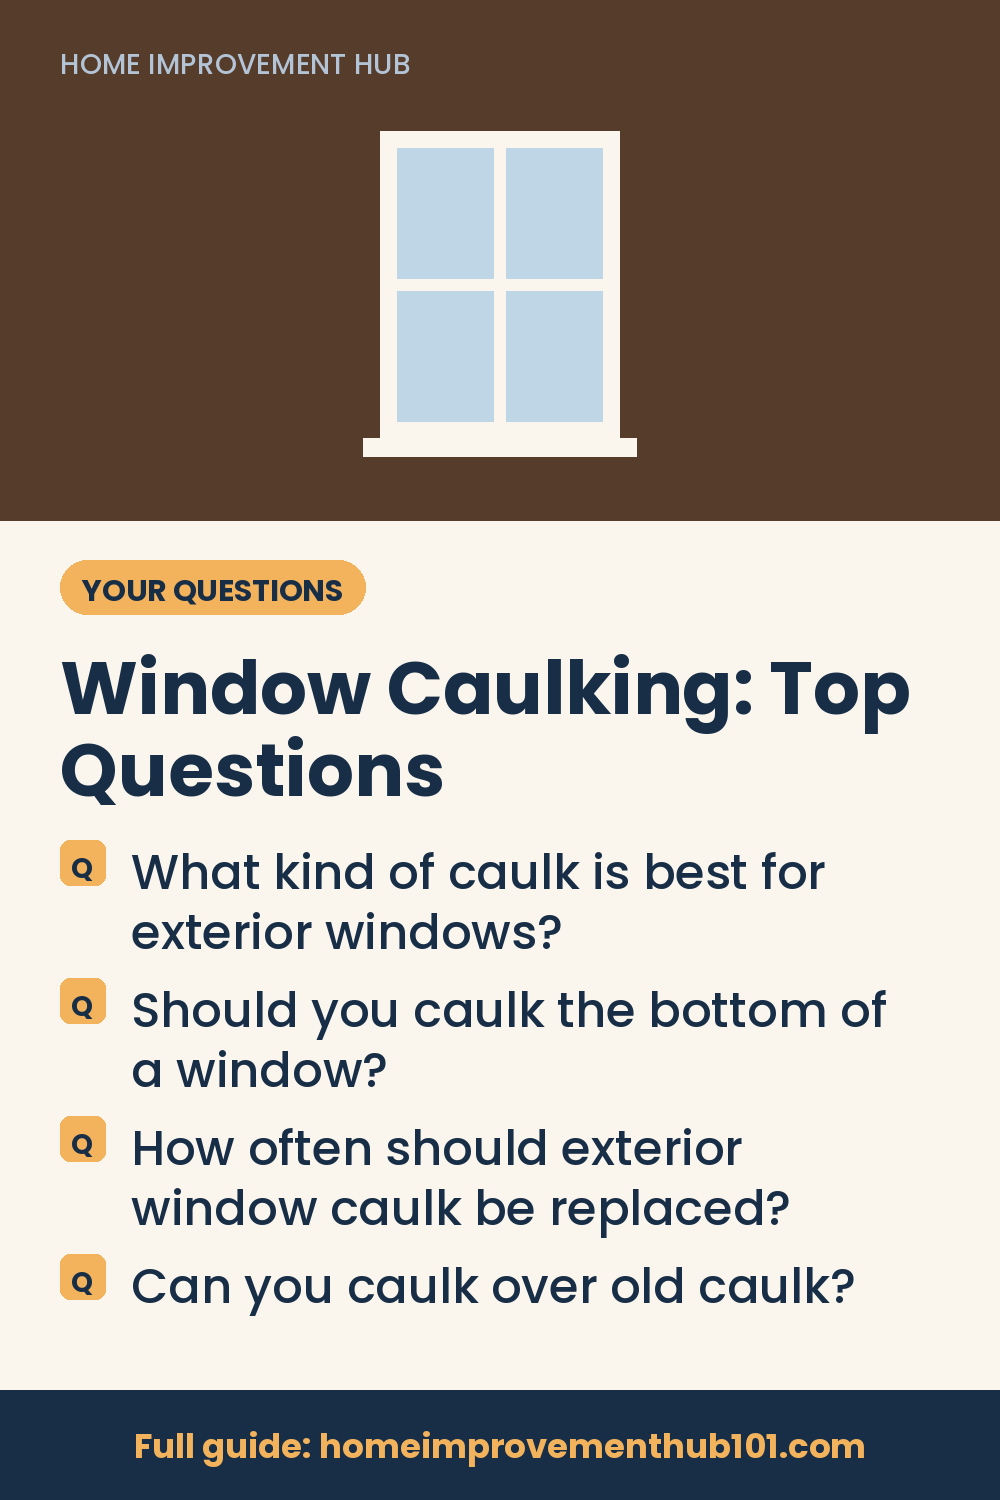 HOME IMPROVEMENT HUB
YOUR QUESTIONS
Window Caulking: Top
Questions
Q What kind of caulk is best for
exterior windows?
Q Should you caulk the bottom of
a window?
Q How often should exterior
window caulk be replaced?
Q Can you caulk over old caulk?
Full guide: homeimprovementhub101.com